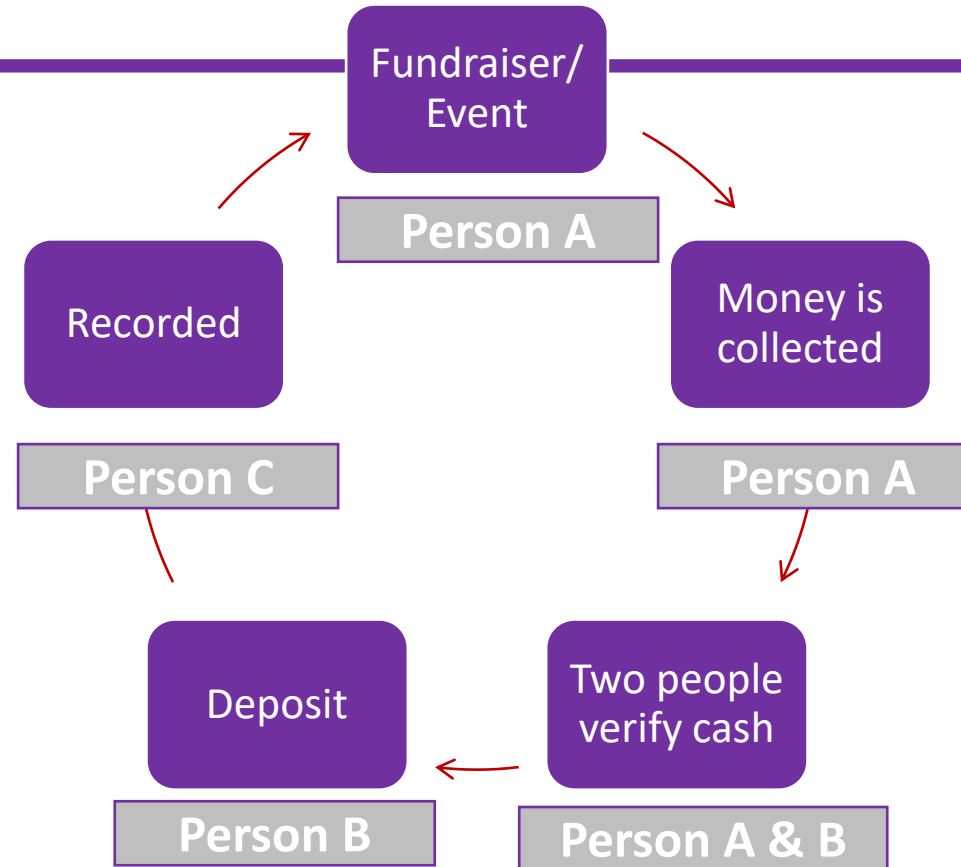 Fundraiser/
Event
Person A
Money is
collected
Person A
Two people
verify cash
Person A & B
Deposit
Person B
Recorded
Person C